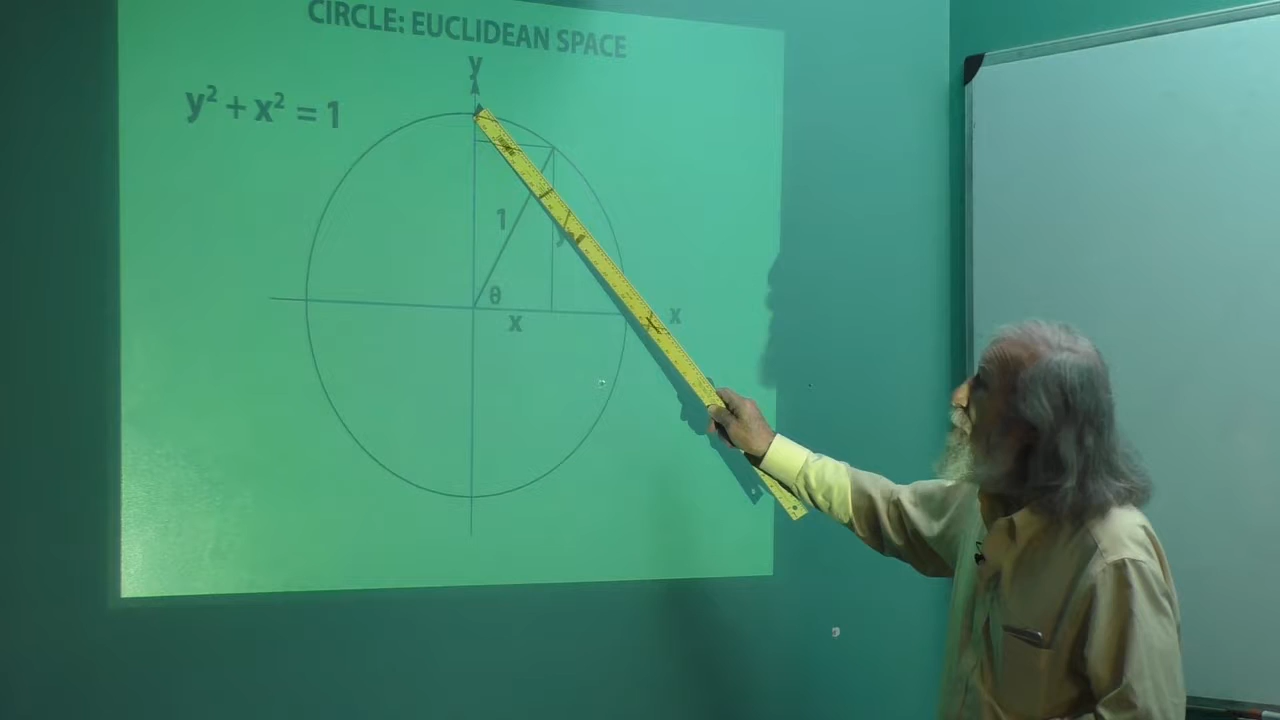 CIRCLE: EUCLIDEAN SPACE
y
y² + x² = 1
1
y
θ
x
x